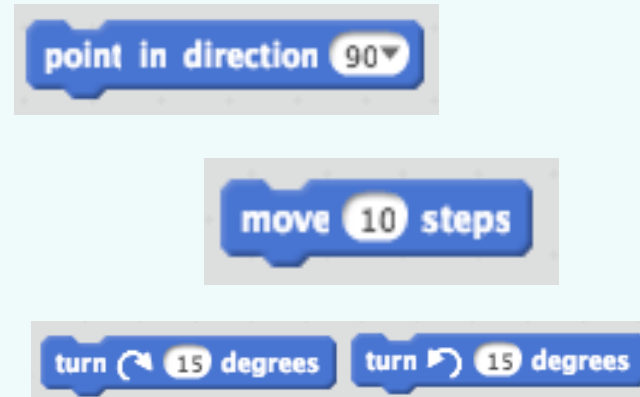 point in direction 90
move 10 steps
turn 15 degrees turn 15 degrees